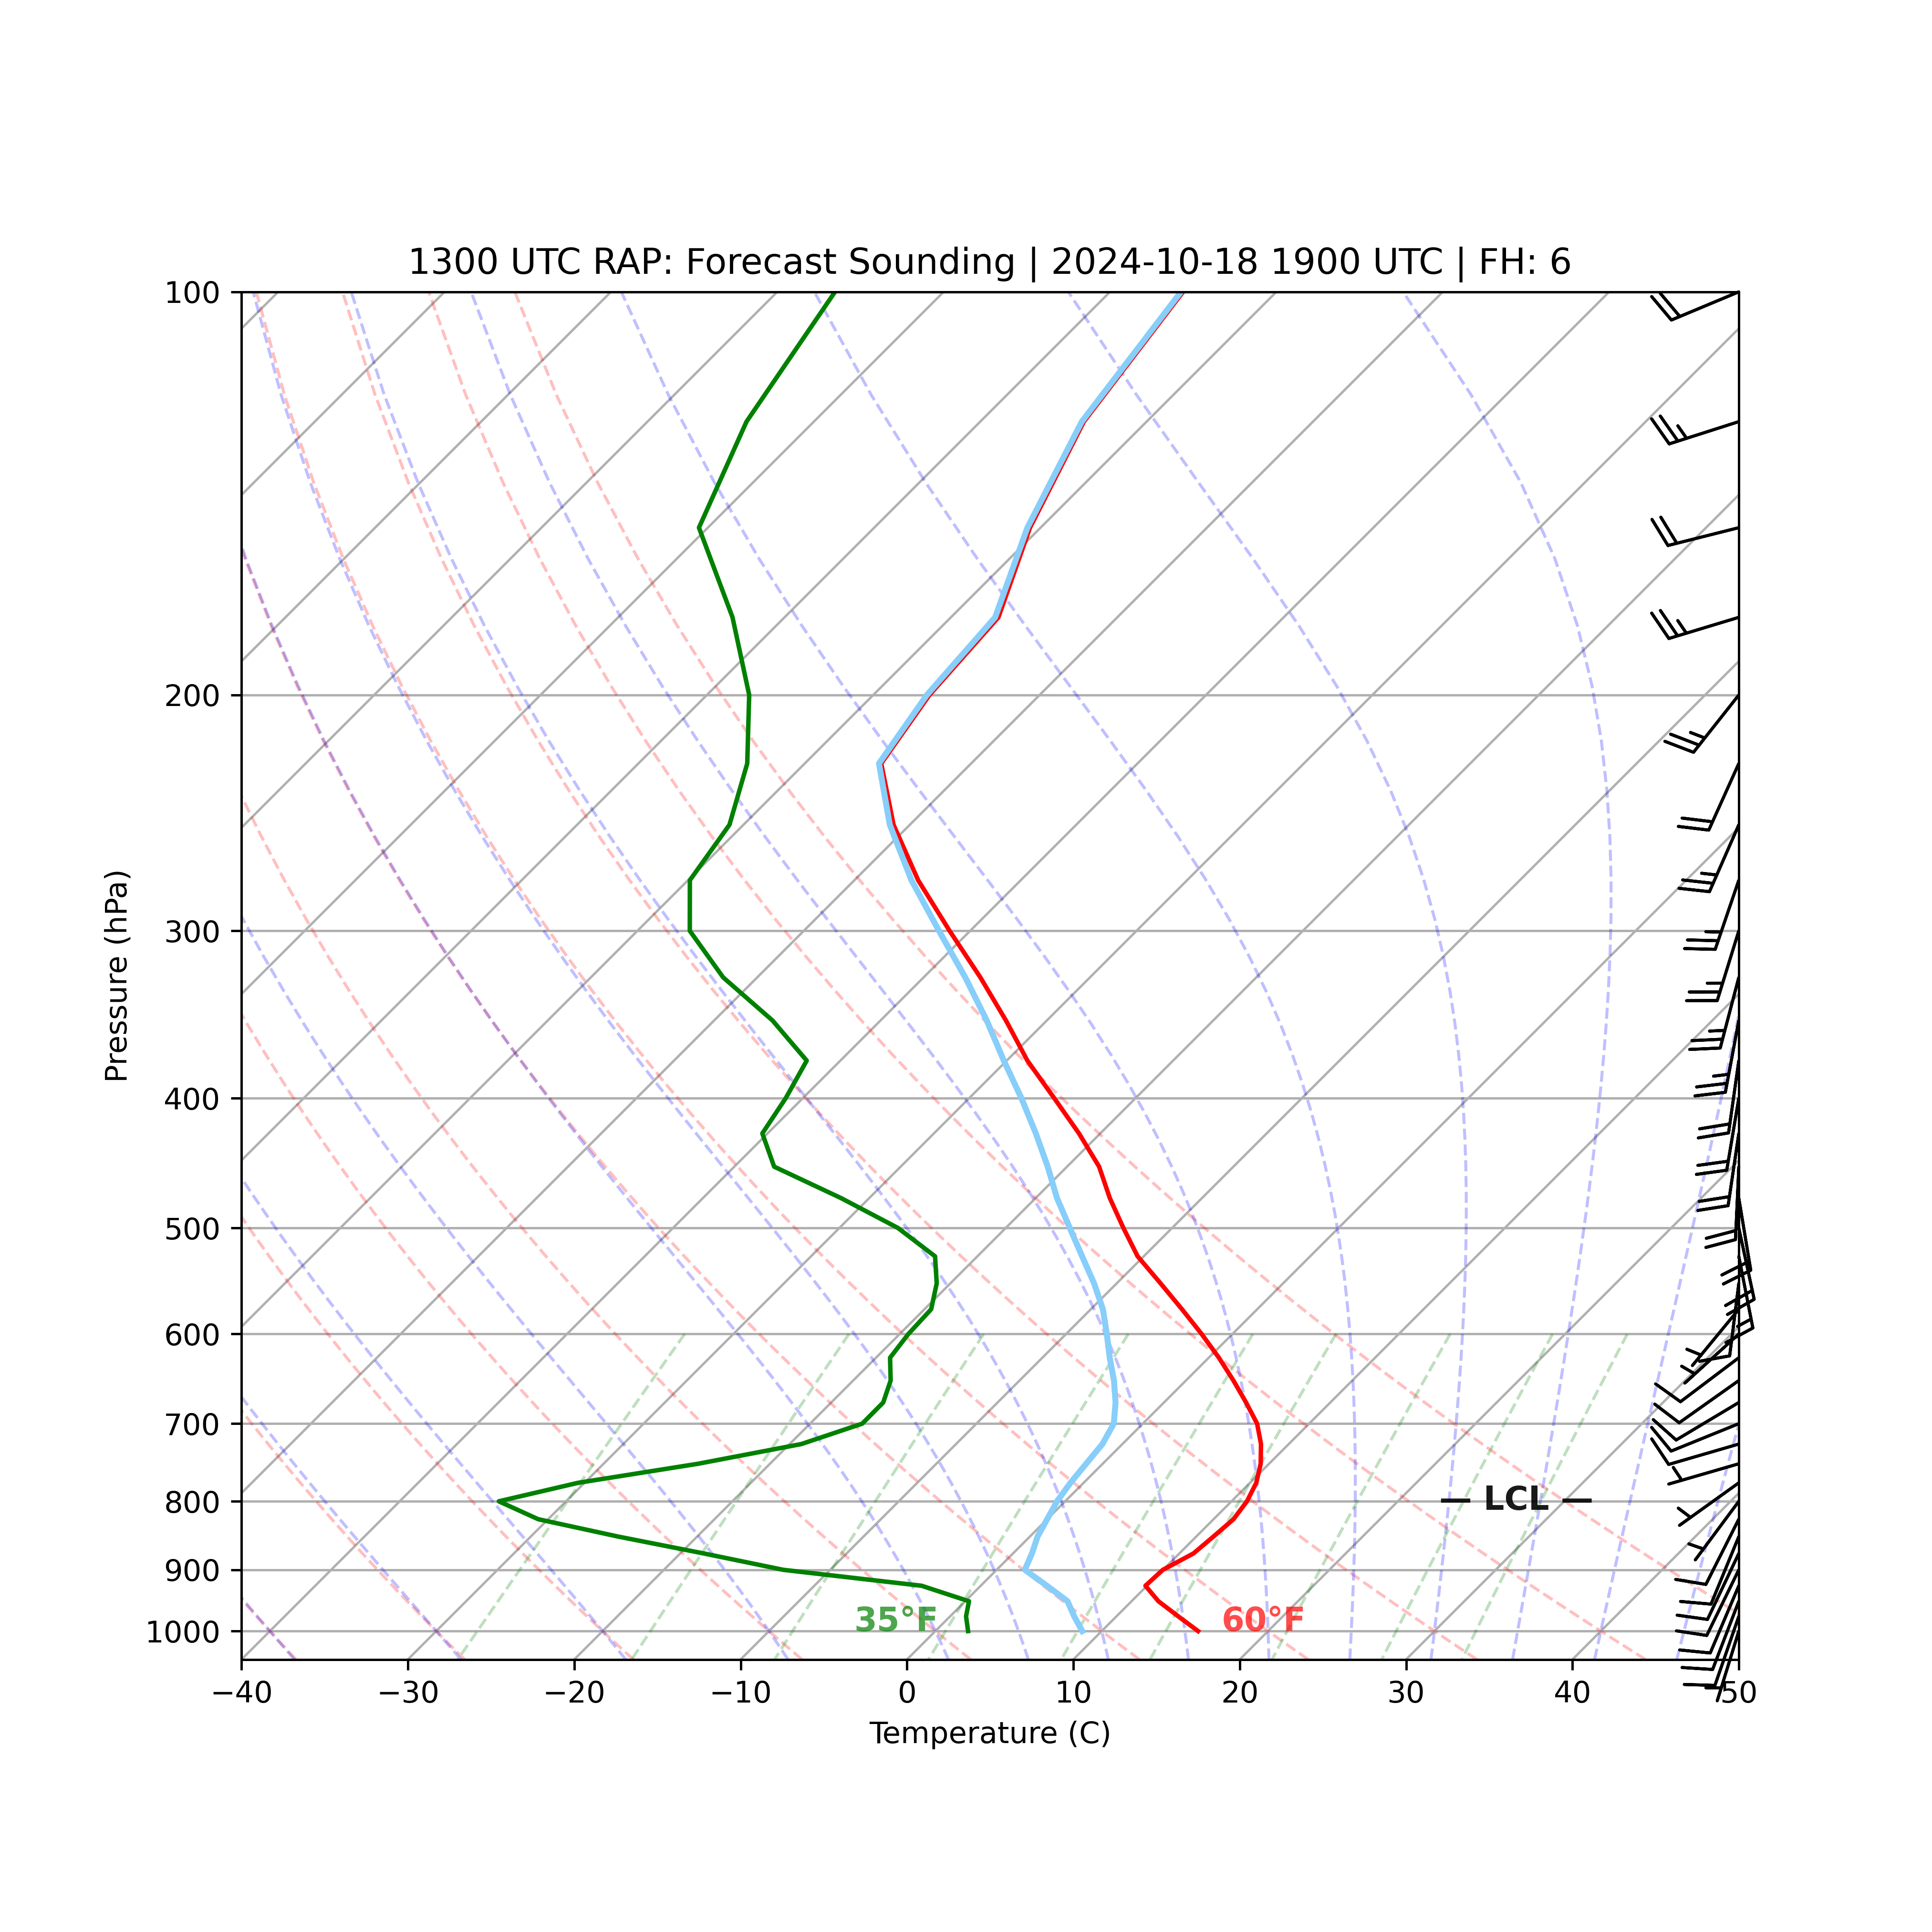 1300 UTC RAP: Forecast Sounding | 2024-10-18 1900 UTC | FH: 6
100
200
300
400
500
600
700
800
900
1000
Pressure (hPa)
LCL
35°F
60°F
−40 −30 −20 −10 0 10 20 30 40 50
Temperature (C)